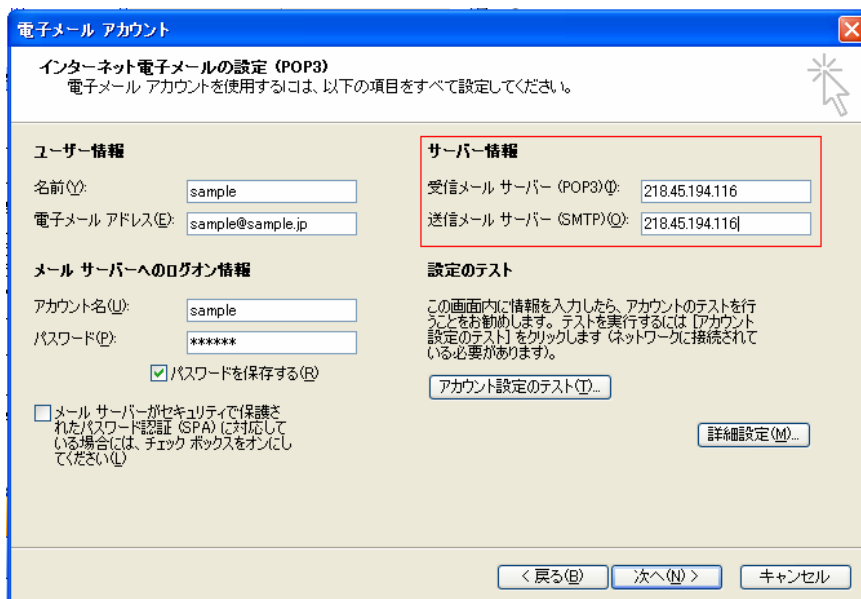 電子メール アカウント
インターネット電子メールの設定 (POP3)
電子メール アカウントを使用するには、以下の項目をすべて設定してください。
ユーザー情報
名前(Y):
sample
電子メール アドレス(E):
sample@sample.jp
メール サーバーへのログオン情報
アカウント名(U):
sample
パスワード(P):
******
パスワードを保存する(R)
メール サーバーがセキュリティで保護さ
れたパスワード認証 (SPA) に対応して
いる場合には、チェック ボックスをオンにし
てください(L)
サーバー情報
受信メール サーバー (POP3)(I):
218.45.194.116
送信メール サーバー (SMTP)(O):
218.45.194.116
設定のテスト
この画面内に情報を入力したら、アカウントのテストを行
うことをお勧めします。テストを実行するには [アカウント
設定のテスト] をクリックします (ネットワークに接続されて
いる必要があります)。
アカウント設定のテスト(T)...
詳細設定(M)...
< 戻る(B)
次へ(N) >
キャンセル